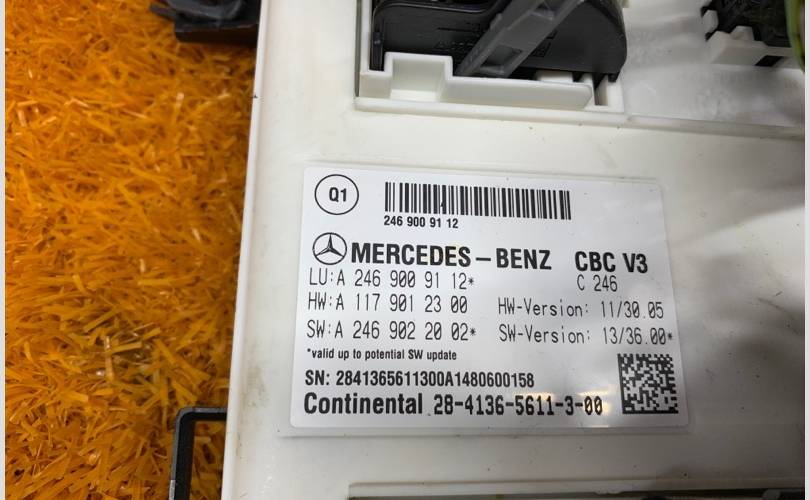 Q1
246 900 91 12
MERCEDES-BENZ CBC V3
LU:A 246 900 91 12* C 246
HW:A 117 901 23 00 HW-Version: 11/30.05
SW:A 246 902 20 02* SW-Version: 13/36.00*
*valid up to potential SW update
SN: 2841365611300A1480600158
Continental 28-4136-5611-3-00